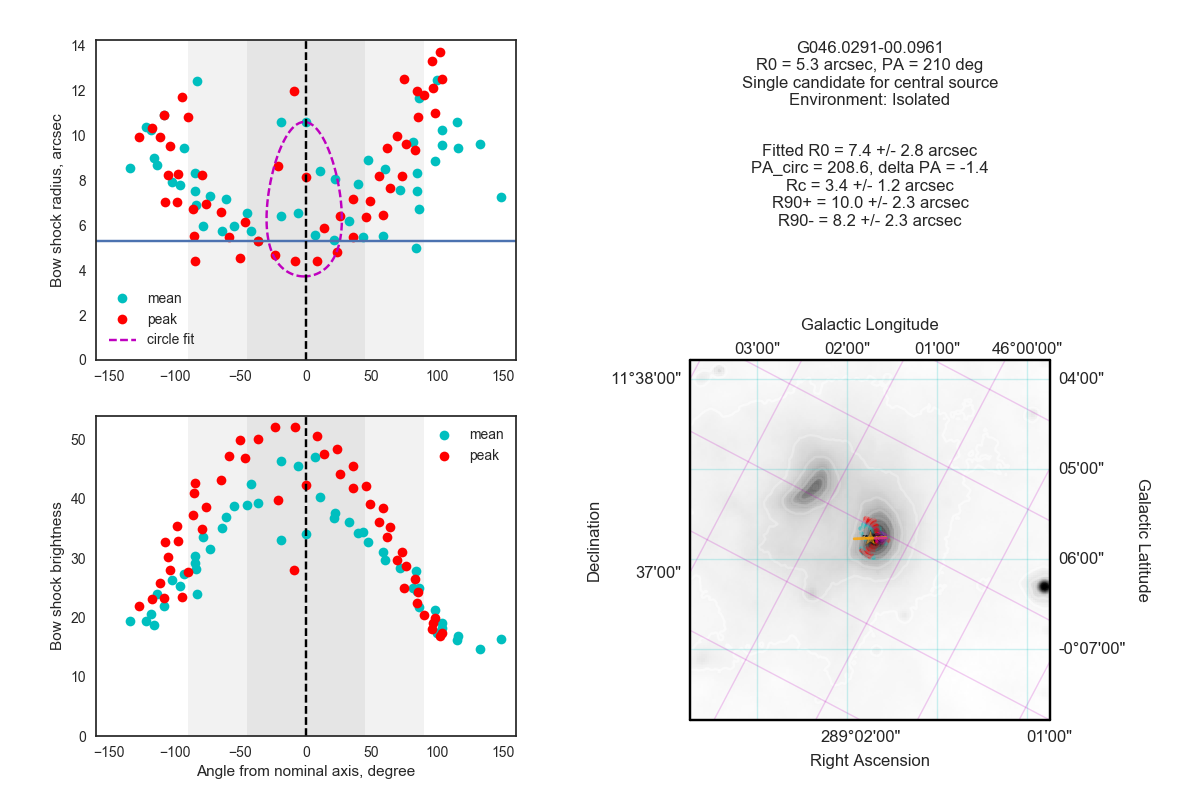 14
12
10
8
6
4
2
0
Bow shock radius, arcsec
mean
peak
circle fit
−150
−100
−50
0
50
100
150
50
40
30
20
10
0
Bow shock brightness
mean
peak
−150
−100
−50
0
50
100
150
Angle from nominal axis, degree
G046.0291-00.0961
R0 = 5.3 arcsec, PA = 210 deg
Single candidate for central source
Environment: Isolated
Fitted R0 = 7.4 +/- 2.8 arcsec
PA_circ = 208.6, delta PA = -1.4
Rc = 3.4 +/- 1.2 arcsec
R90+ = 10.0 +/- 2.3 arcsec
R90- = 8.2 +/- 2.3 arcsec
Galactic Longitude
03'00"
02'00"
01'00"
46°00'00"
11°38'00"
37'00"
Declination
04'00"
05'00"
06'00"
-0°07'00"
Galactic Latitude
289°02'00"
01'00"
Right Ascension